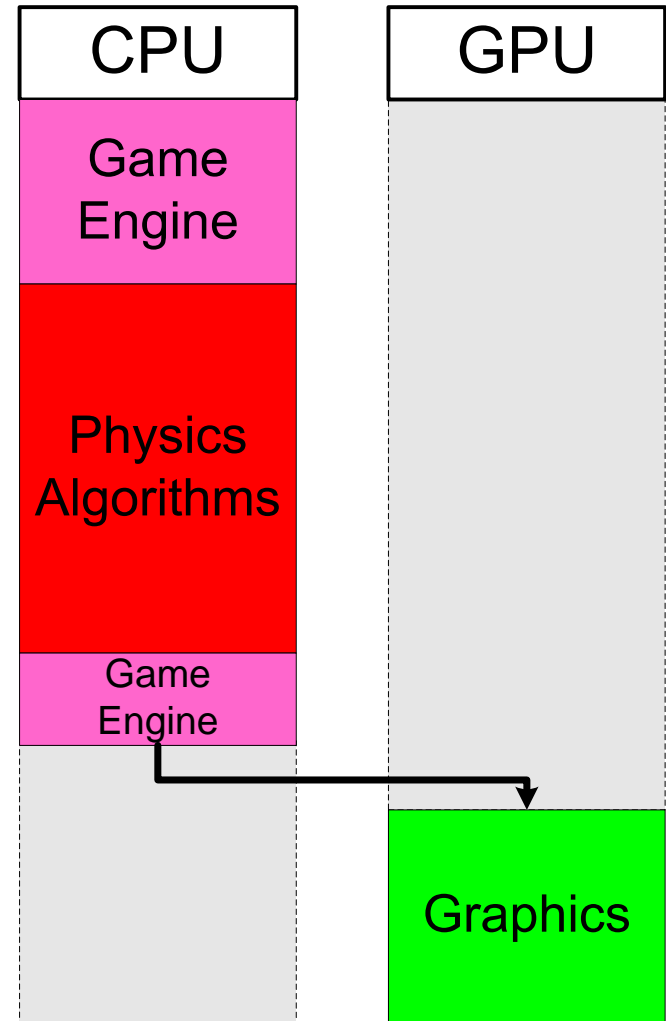 CPU
GPU
Game
Engine
Physics
Algorithms
Game
Engine
Graphics